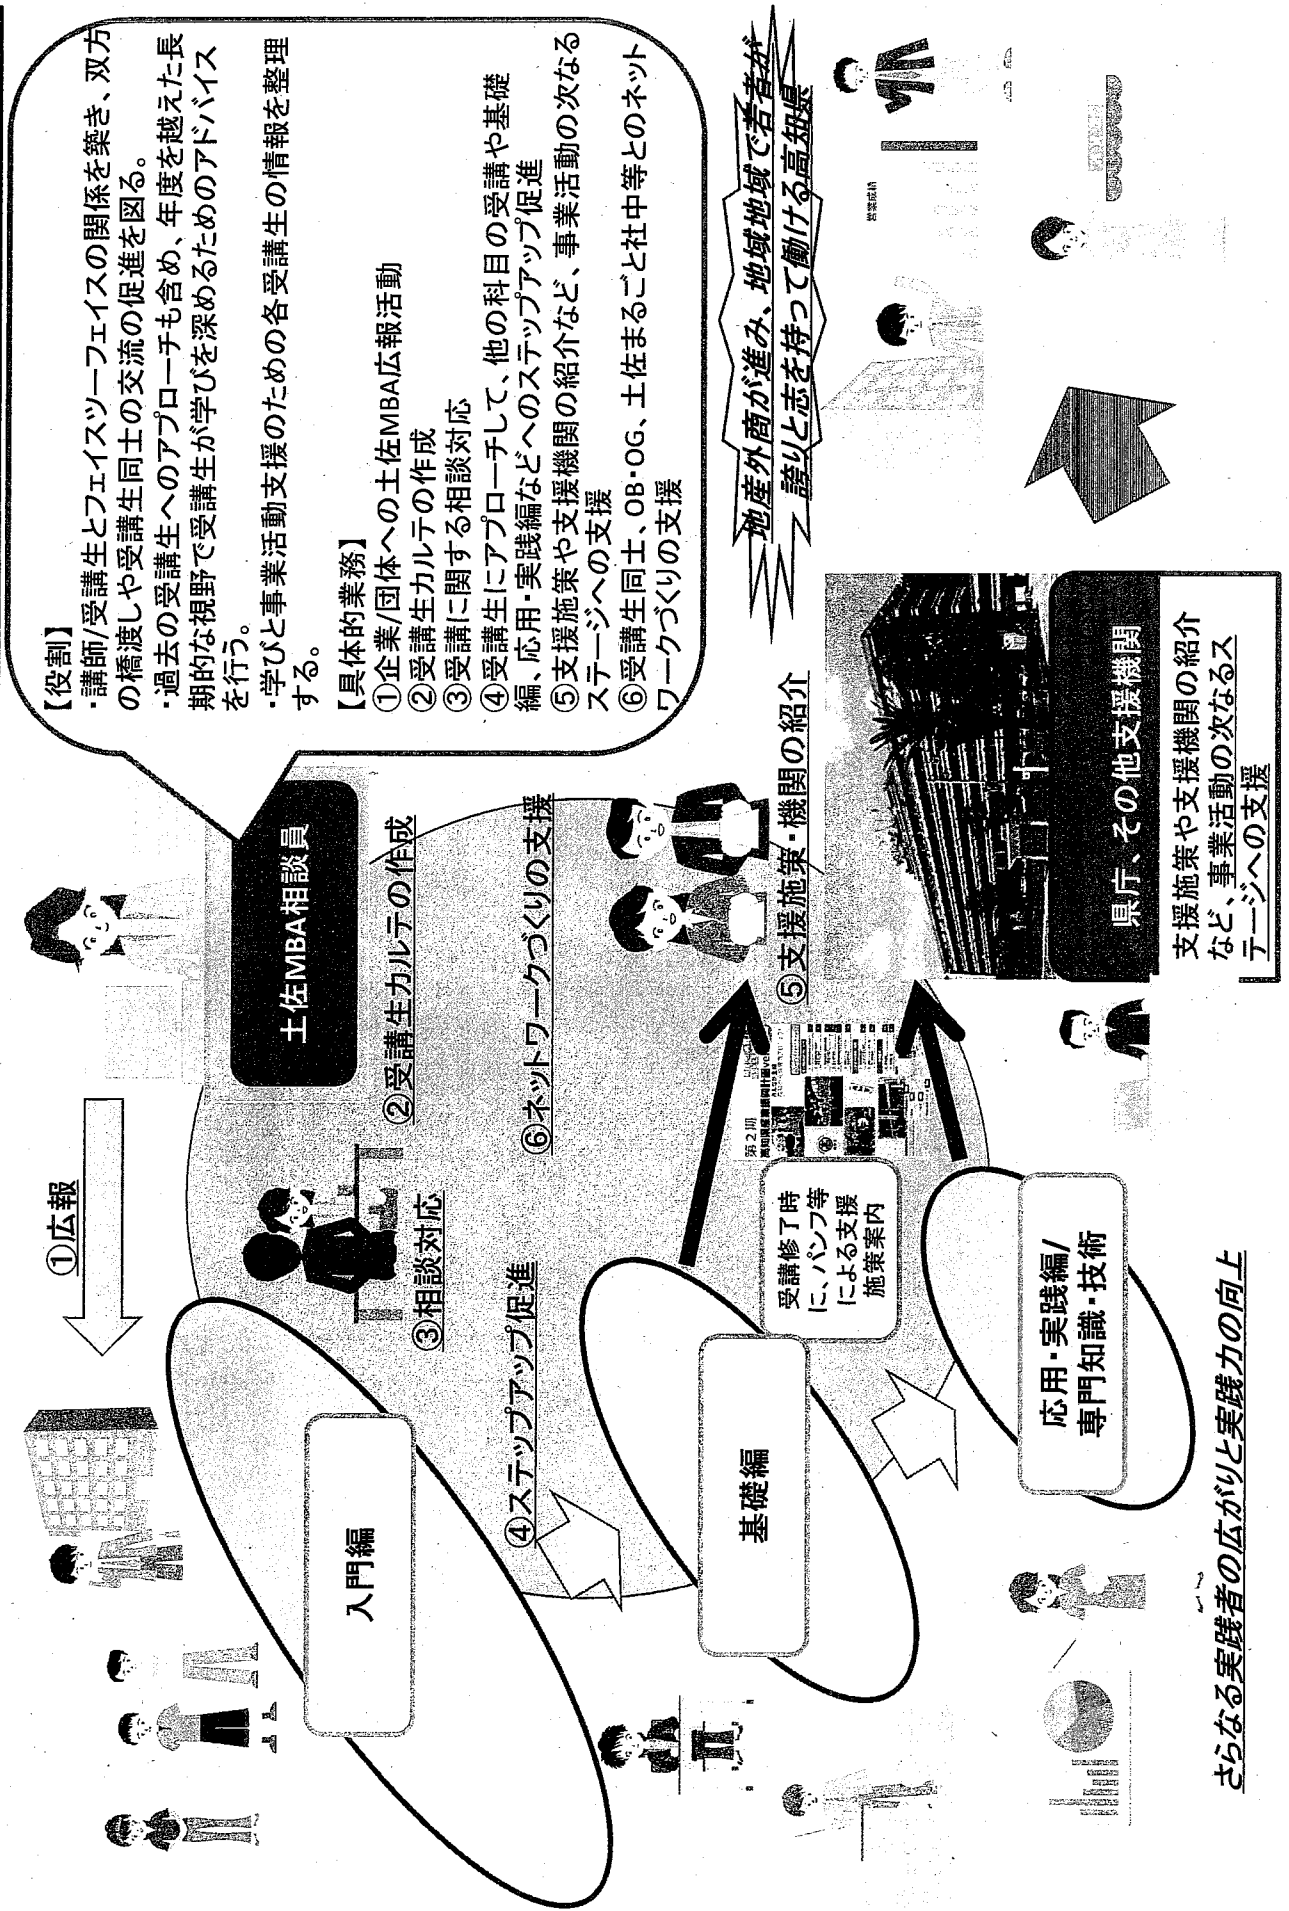 【役割】
・講師/受講生とフェイスツーフェイスの関係を築き、双方
の橋渡しや受講生同士の交流の促進を図る。
・過去の受講生へのアプローチも含め、年度を越えた長
期的な視野で受講生が学びを深めるためのアドバイス
を行う。
・学びと事業活動支援のための各受講生の情報を整理
する。
【具体的業務】
①企業/団体への土佐MBA広報活動
②受講生カルテの作成
③受講に関する相談対応
④受講生にアプローチして、他の科目の受講や基礎
編、応用・実践編などへのステップアップ促進
⑤支援施策や支援機関の紹介など、事業活動の次なる
ステージへの支援
⑥受講生同士、OB・OG、土佐まるごと社中等とのネット
ワークづくりの支援
①広報
土佐MBA相談員
②受講生カルテの作成
③相談対応
④ステップアップ促進
⑥ネットワークづくりの支援
入門編
基礎編
応用・実践編/
専門知識・技術
受講修了時
に、パンフ等
による支援
施策案内
第2期
高知県産業振興計画
⑤支援施策・機関の紹介
県庁、その他支援機関
支援施策や支援機関の紹介
など、事業活動の次なるス
テージへの支援
地産外商が進み、地域地域で若者が
誇りと志を持って働ける高知県
営業成績
さらなる実践者の広がりと実践力の向上